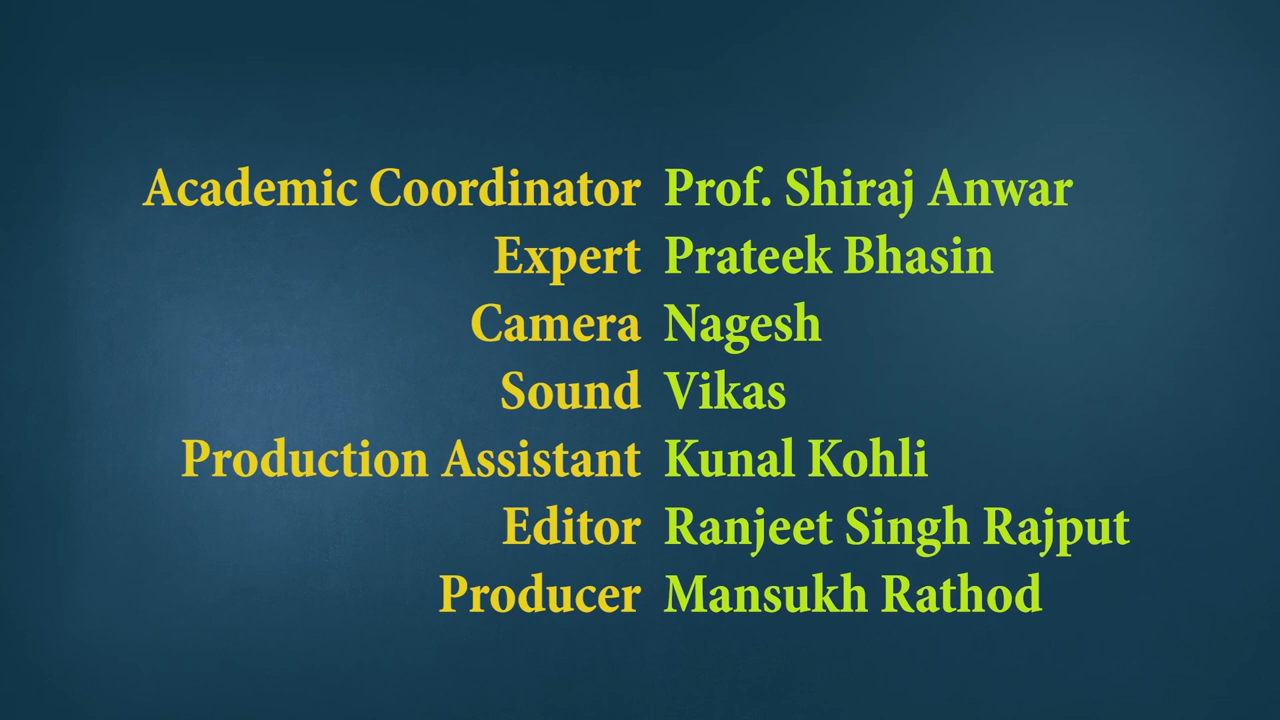 Academic Coordinator Prof. Shiraj Anwar
Expert Prateek Bhasin
Camera Nagesh
Sound Vikas
Production Assistant Kunal Kohli
Editor Ranjeet Singh Rajput
Producer Mansukh Rathod